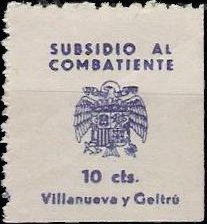 SUBSIDIO AL
COMBATIENTE
10 cts.
Villanueva y Geltrú